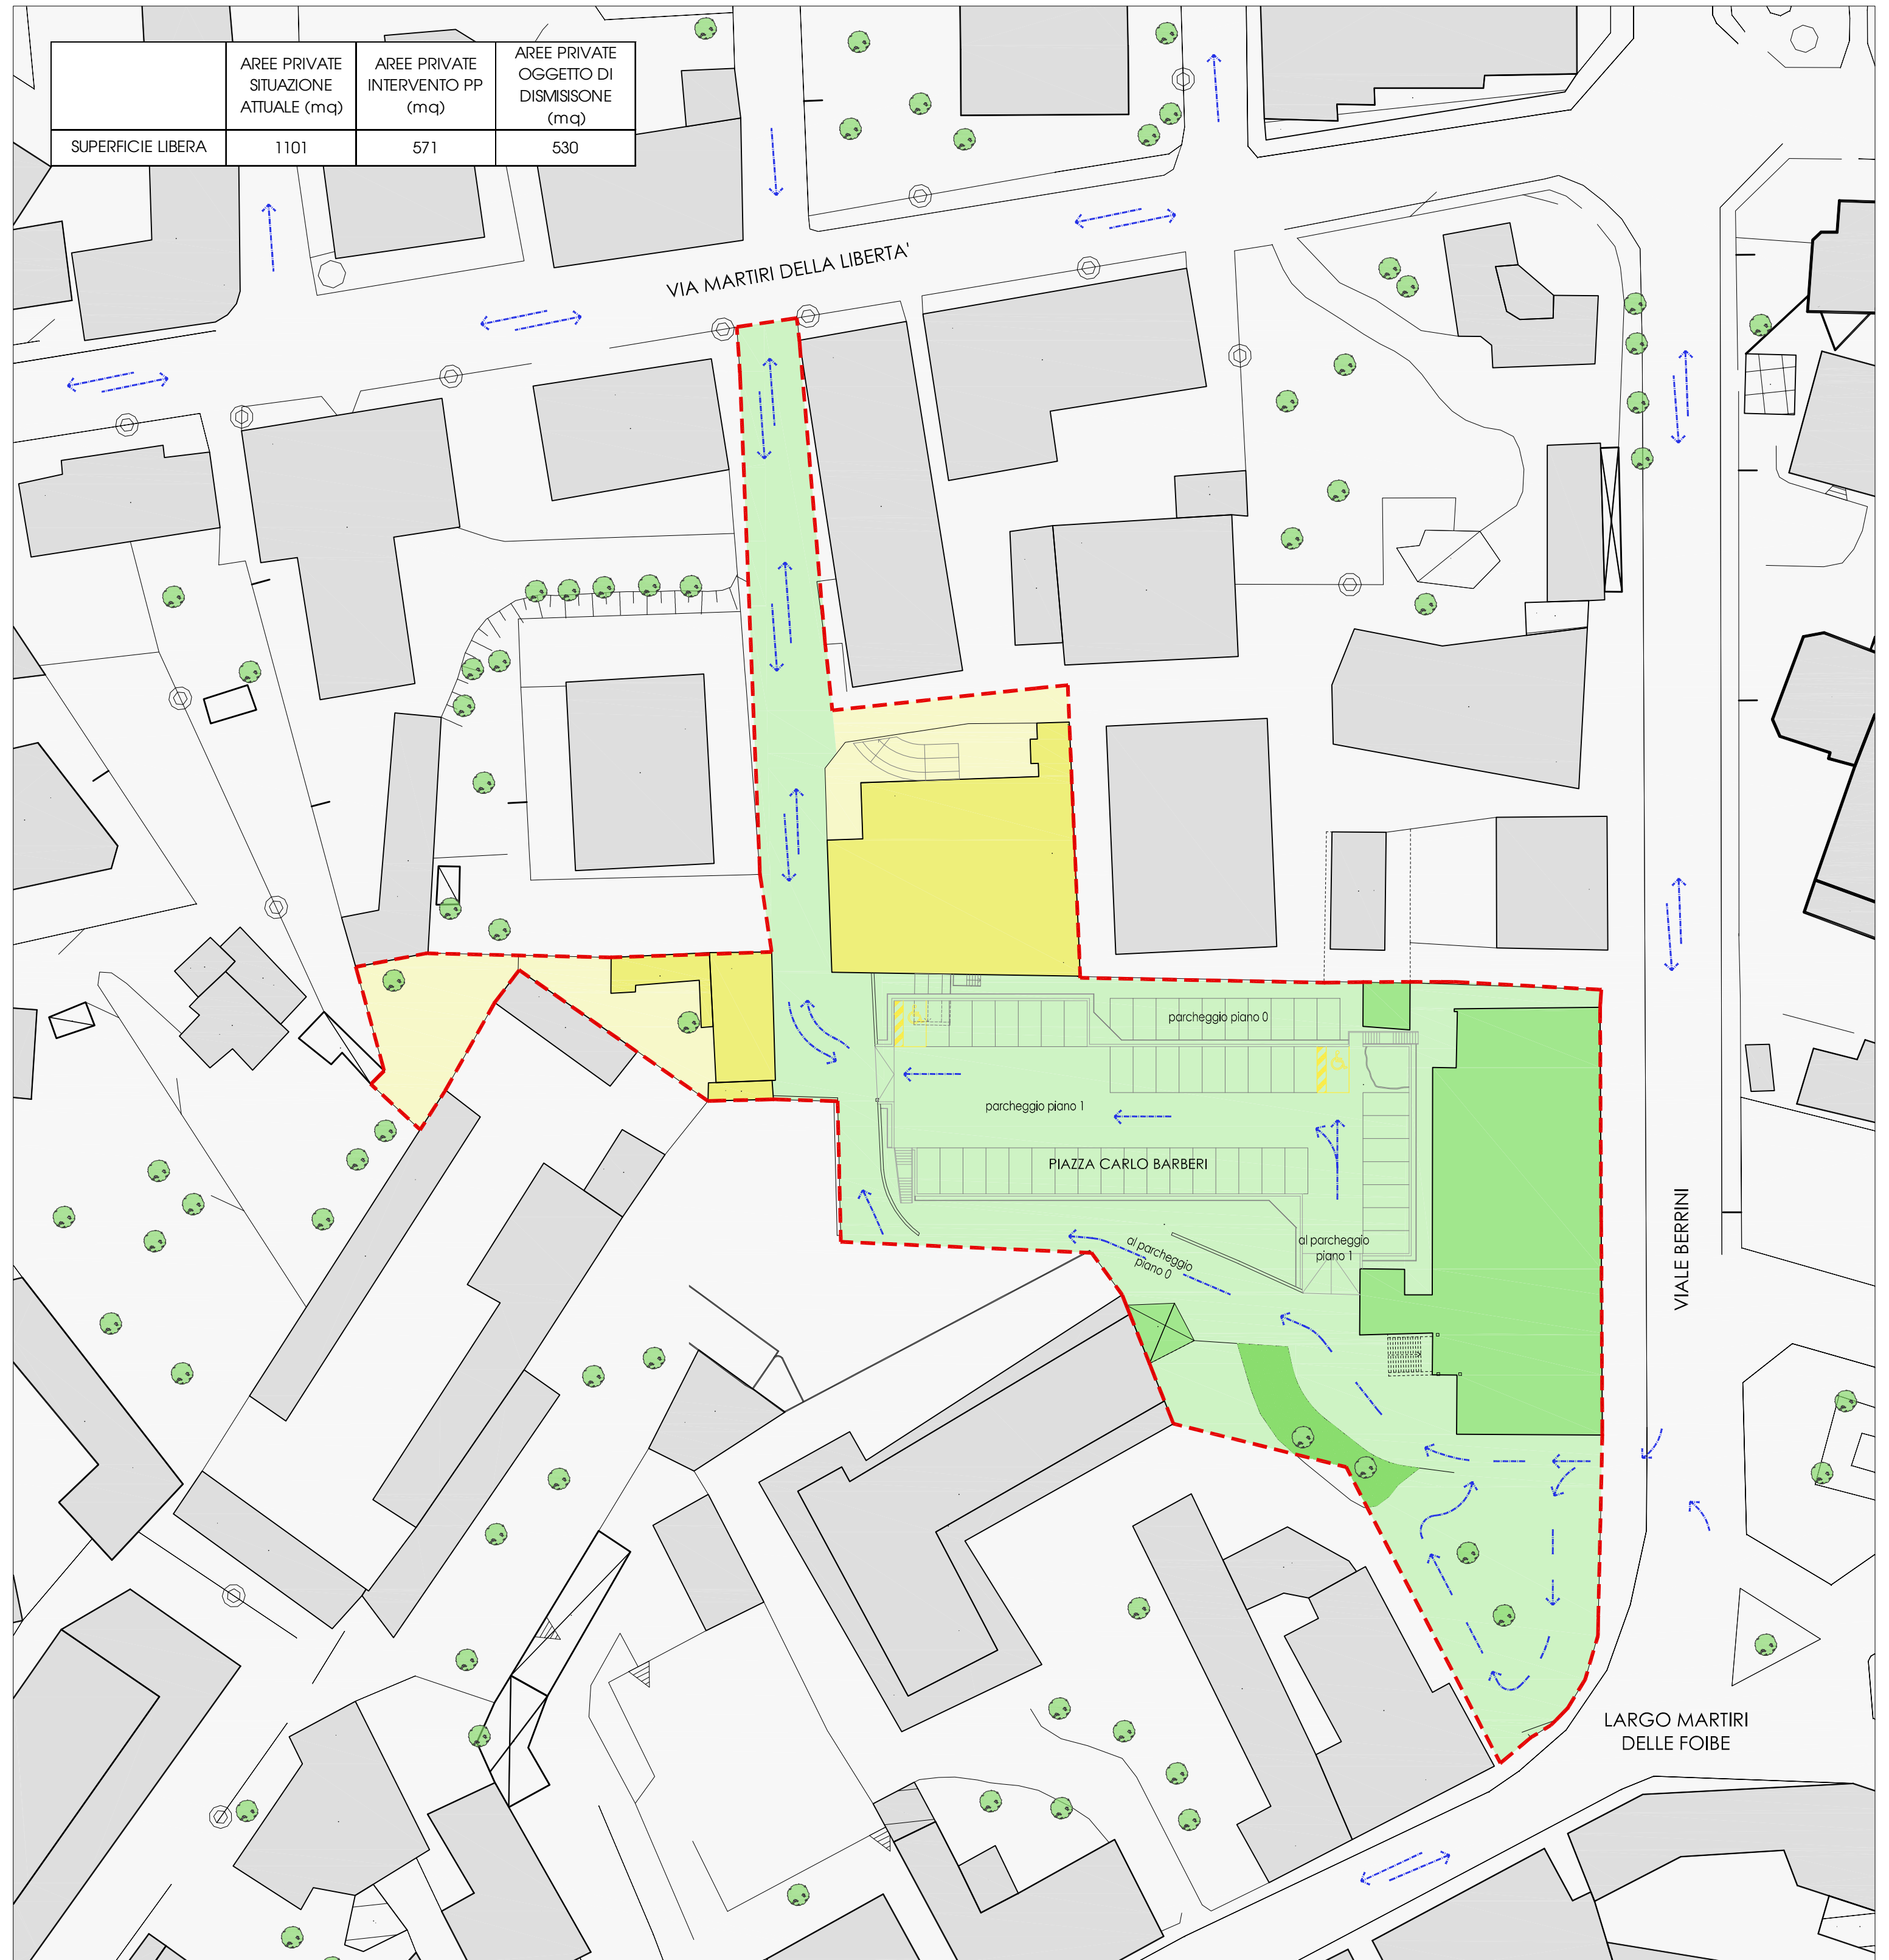 AREE PRIVATE
SITUAZIONE
ATTUALE (mq)
AREE PRIVATE
INTERVENTO PP
(mq)
AREE PRIVATE
OGGETTO DI
DISMISISONE
(mq)
SUPERFICIE LIBERA
1101
571
530
VIA MARTIRI DELLA LIBERTA'
parcheggio piano 0
parcheggio piano 1
PIAZZA CARLO BARBERI
al parcheggio
piano 0
al parcheggio
piano 1
VIALE BERRINI
LARGO MARTIRI
DELLE FOIBE